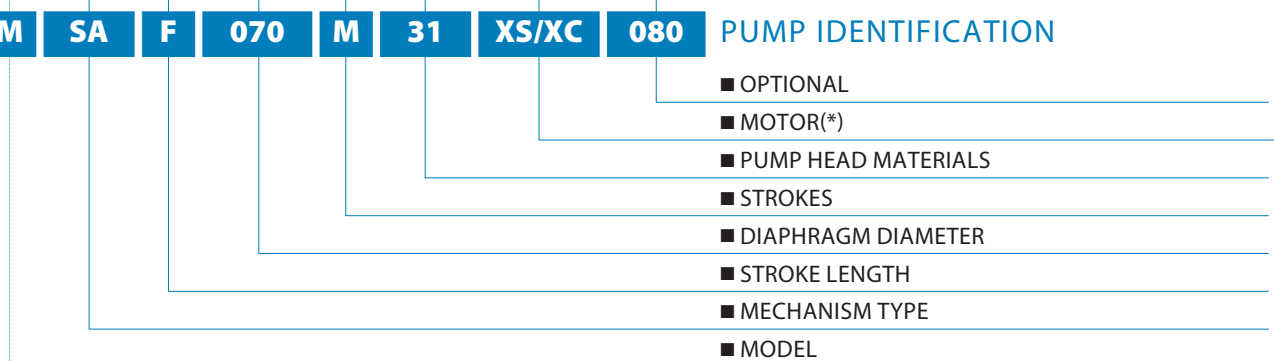 M SA F 070 M 31 XS/XC 080 PUMP IDENTIFICATION
■ OPTIONAL
■ MOTOR(*)
■ PUMP HEAD MATERIALS
■ STROKES
■ DIAPHRAGM DIAMETER
■ STROKE LENGTH
■ MECHANISM TYPE
■ MODEL